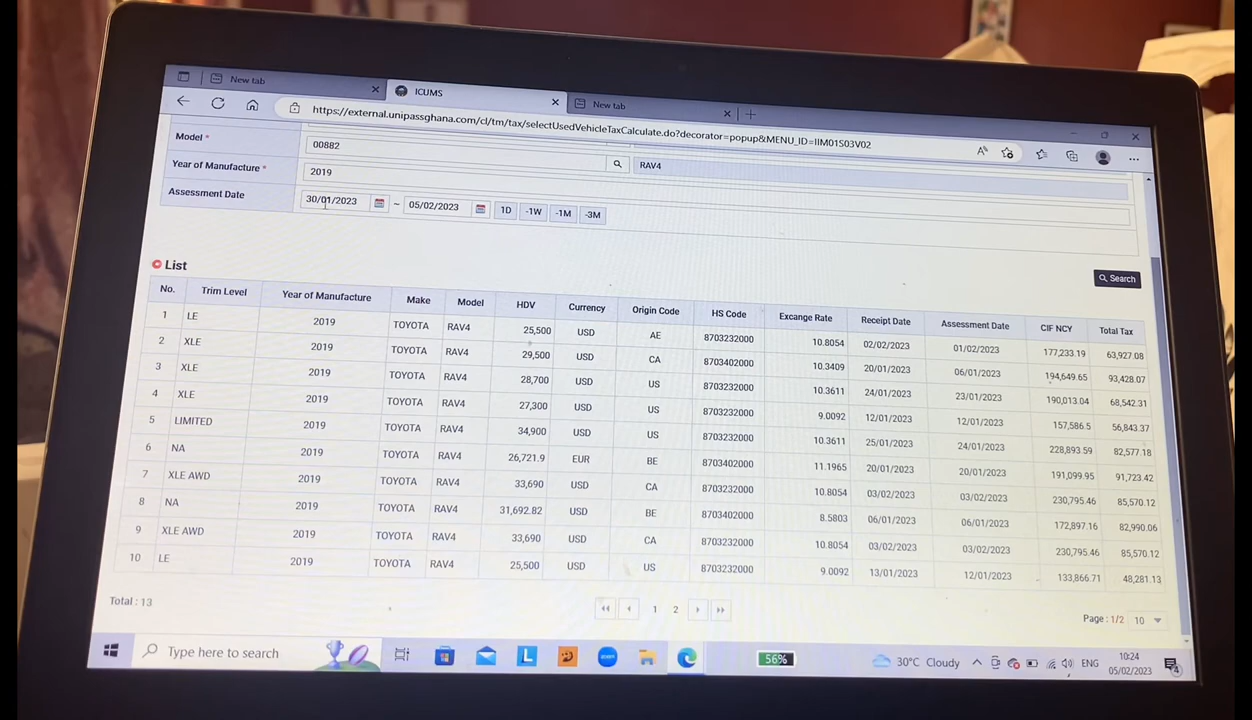 New tab
ICUMS
New tab
https://external.unipassghana.com/cl/tm/tax/selectUsedVehicleTaxCalculate.do?decorator=popup&MENU_ID=IIM01S03V02
Model * 00882 RAV4
Year of Manufacture * 2019
Assessment Date 30/01/2023 ~ 05/02/2023 1D -1W -1M -3M
Search
List
No. Trim Level Year of Manufacture Make Model HDV Currency Origin Code HS Code Excange Rate Receipt Date Assessment Date CIF NCY Total Tax
1 LE 2019 TOYOTA RAV4 25,500 USD AE 8703232000 10.8054 02/02/2023 01/02/2023 177,233.19 63,927.08
2 XLE 2019 TOYOTA RAV4 29,500 USD CA 8703402000 10.3409 20/01/2023 06/01/2023 194,649.65 93,428.07
3 XLE 2019 TOYOTA RAV4 28,700 USD US 8703232000 10.3611 24/01/2023 23/01/2023 190,013.04 68,542.31
4 XLE 2019 TOYOTA RAV4 27,300 USD US 8703232000 9.0092 12/01/2023 12/01/2023 157,586.5 56,843.37
5 LIMITED 2019 TOYOTA RAV4 34,900 USD US 8703232000 10.3611 25/01/2023 24/01/2023 228,893.59 82,577.18
6 NA 2019 TOYOTA RAV4 26,721.9 EUR BE 8703402000 11.1965 20/01/2023 20/01/2023 191,099.95 91,723.42
7 XLE AWD 2019 TOYOTA RAV4 33,690 USD CA 8703232000 10.8054 03/02/2023 03/02/2023 230,795.46 85,570.12
8 NA 2019 TOYOTA RAV4 31,692.82 USD BE 8703402000 8.5803 06/01/2023 06/01/2023 172,897.16 82,990.06
9 XLE AWD 2019 TOYOTA RAV4 33,690 USD CA 8703232000 10.8054 03/02/2023 03/02/2023 230,795.46 85,570.12
10 LE 2019 TOYOTA RAV4 25,500 USD US 8703232000 9.0092 13/01/2023 12/01/2023 133,866.71 48,281.13
Total : 13 1 2 Page : 1/2 10
Type here to search L zoom 56% 30°C Cloudy ENG 10:24
05/02/2023 4